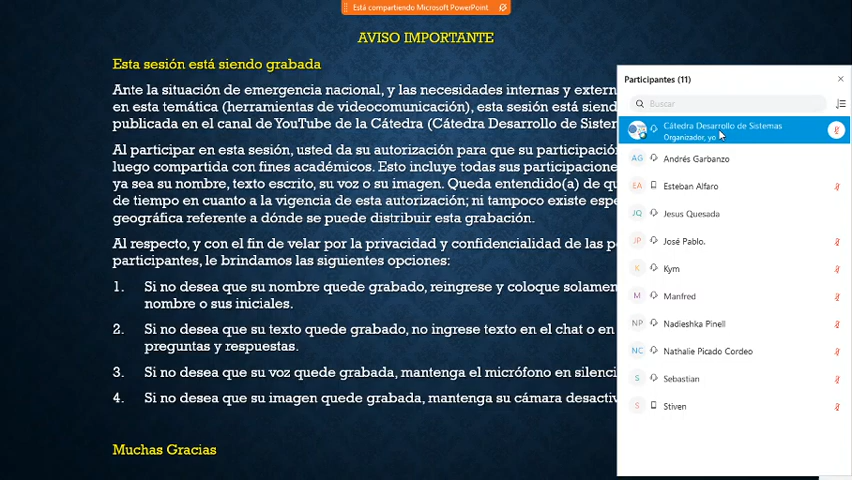 Está compartiendo Microsoft PowerPoint
AVISO IMPORTANTE
Esta sesión está siendo grabada
Ante la situación de emergencia nacional, y las necesidades internas y extern
en esta temática (herramientas de videocomunicación), esta sesión está siend
publicada en el canal de YouTube de la Cátedra (Cátedra Desarrollo de Sister
Al participar en esta sesión, usted da su autorización para que su participación
luego compartida con fines académicos. Esto incluye todas sus participacione
ya sea su nombre, texto escrito, su voz o su imagen. Queda entendido(a) de qu
de tiempo en cuanto a la vigencia de esta autorización; ni tampoco existe espe
geográfica referente a dónde se puede distribuir esta grabación.
Al respecto, y con el fin de velar por la privacidad y confidencialidad de las pe
participantes, le brindamos las siguientes opciones:
1. Si no desea que su nombre quede grabado, reingrese y coloque solamen
nombre o sus iniciales.
2. Si no desea que su texto quede grabado, no ingrese texto en el chat o en
preguntas y respuestas.
3. Si no desea que su voz quede grabada, mantenga el micrófono en silenci
4. Si no desea que su imagen quede grabada, mantenga su cámara desactiv
Muchas Gracias
Participantes (11)
Buscar
Cátedra Desarrollo de Sistemas
Organizador, yo
AG Andrés Garbanzo
EA Esteban Alfaro
JQ Jesus Quesada
JP José Pablo.
K Kym
M Manfred
NP Nadieshka Pinell
NC Nathalie Picado Cordeo
S Sebastian
S Stiven